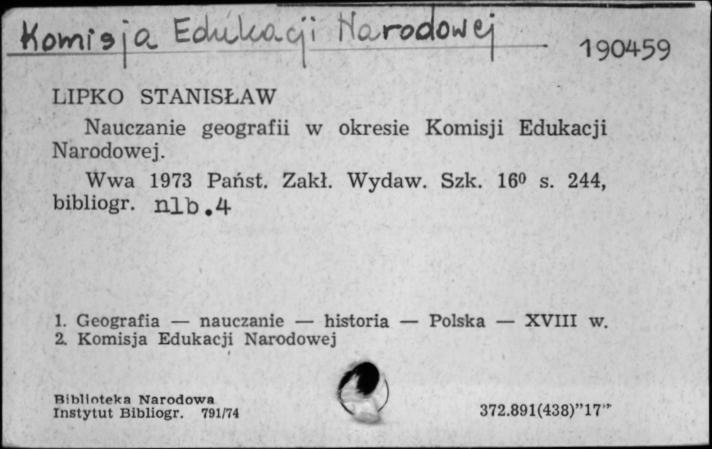 Komisja Edukacji Narodowej
190459
LIPKO STANISŁAW
Nauczanie geografii w okresie Komisji Edukacji
Narodowej.
Wwa 1973 Państ. Zakł. Wydaw. Szk. 16⁰ s. 244,
bibliogr. nlb.4
1. Geografia — nauczanie — historia — Polska — XVIII w.
2. Komisja Edukacji Narodowej
Biblioteka Narodowa
Instytut Bibliogr. 791/74
372.891(438)"17"